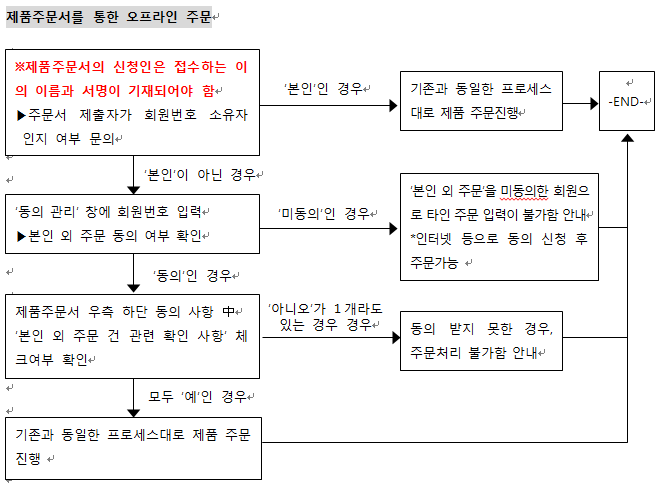 제품주문서를 통한 오프라인 주문
※제품주문서의 신청인은 접수하는 이
의 이름과 서명이 기재되어야 함
▶주문서 제출자가 회원번호 소유자
인지 여부 문의
'본인'인 경우
기존과 동일한 프로세스
대로 제품 주문진행
-END-
'본인'이 아닌 경우
'동의 관리' 창에 회원번호 입력
▶본인 외 주문 동의 여부 확인
'미동의'인 경우
'본인 외 주문'을 미동의한 회원으
로 타인 주문 입력이 불가함 안내
*인터넷 등으로 동의 신청 후
주문가능
'동의'인 경우
제품주문서 우측 하단 동의 사항 中
'본인 외 주문 건 관련 확인 사항' 체
크여부 확인
'아니오'가 1개라도
있는 경우 경우
동의 받지 못한 경우,
주문처리 불가함 안내
모두 '예'인 경우
기존과 동일한 프로세스대로 제품 주문
진행